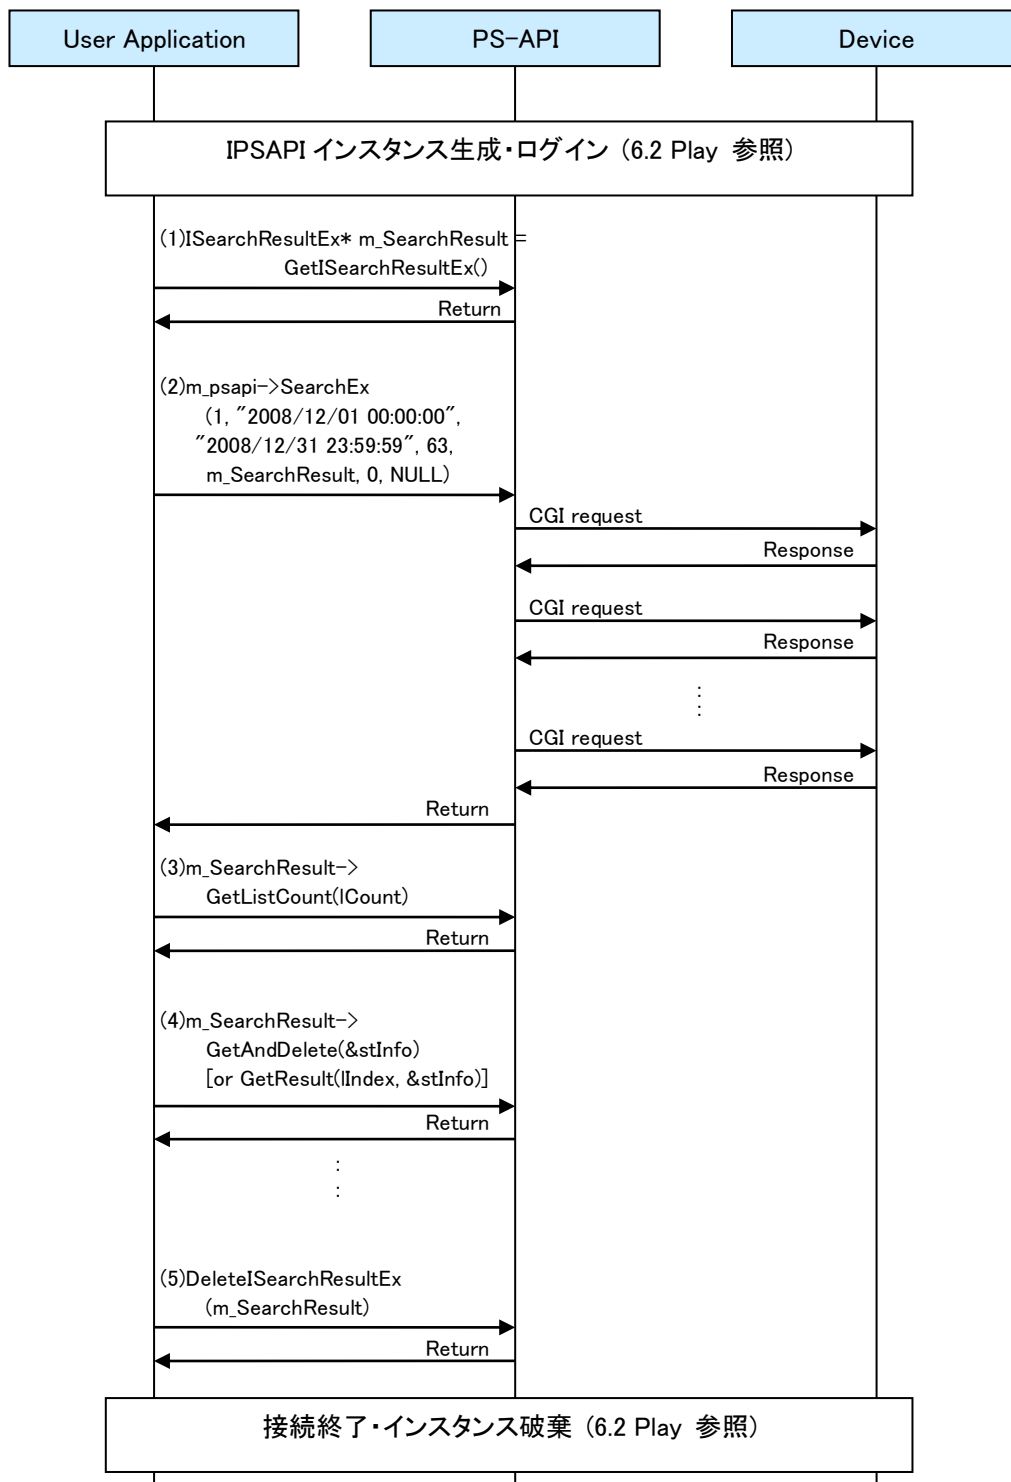 User Application
PS-API
Device
IPSAPI インスタンス生成・ログイン (6.2 Play 参照)
(1)ISearchResultEx* m_SearchResult =
GetISearchResultEx()
Return
(2)m_psapi->SearchEx
(1, "2008/12/01 00:00:00",
"2008/12/31 23:59:59", 63,
m_SearchResult, 0, NULL)
CGI request
Response
CGI request
Response
:
:
CGI request
Response
Return
(3)m_SearchResult->
GetListCount(lCount)
Return
(4)m_SearchResult->
GetAndDelete(&stInfo)
[or GetResult(lIndex, &stInfo)]
Return
:
:
(5)DeleteISearchResultEx
(m_SearchResult)
Return
接続終了・インスタンス破棄 (6.2 Play 参照)